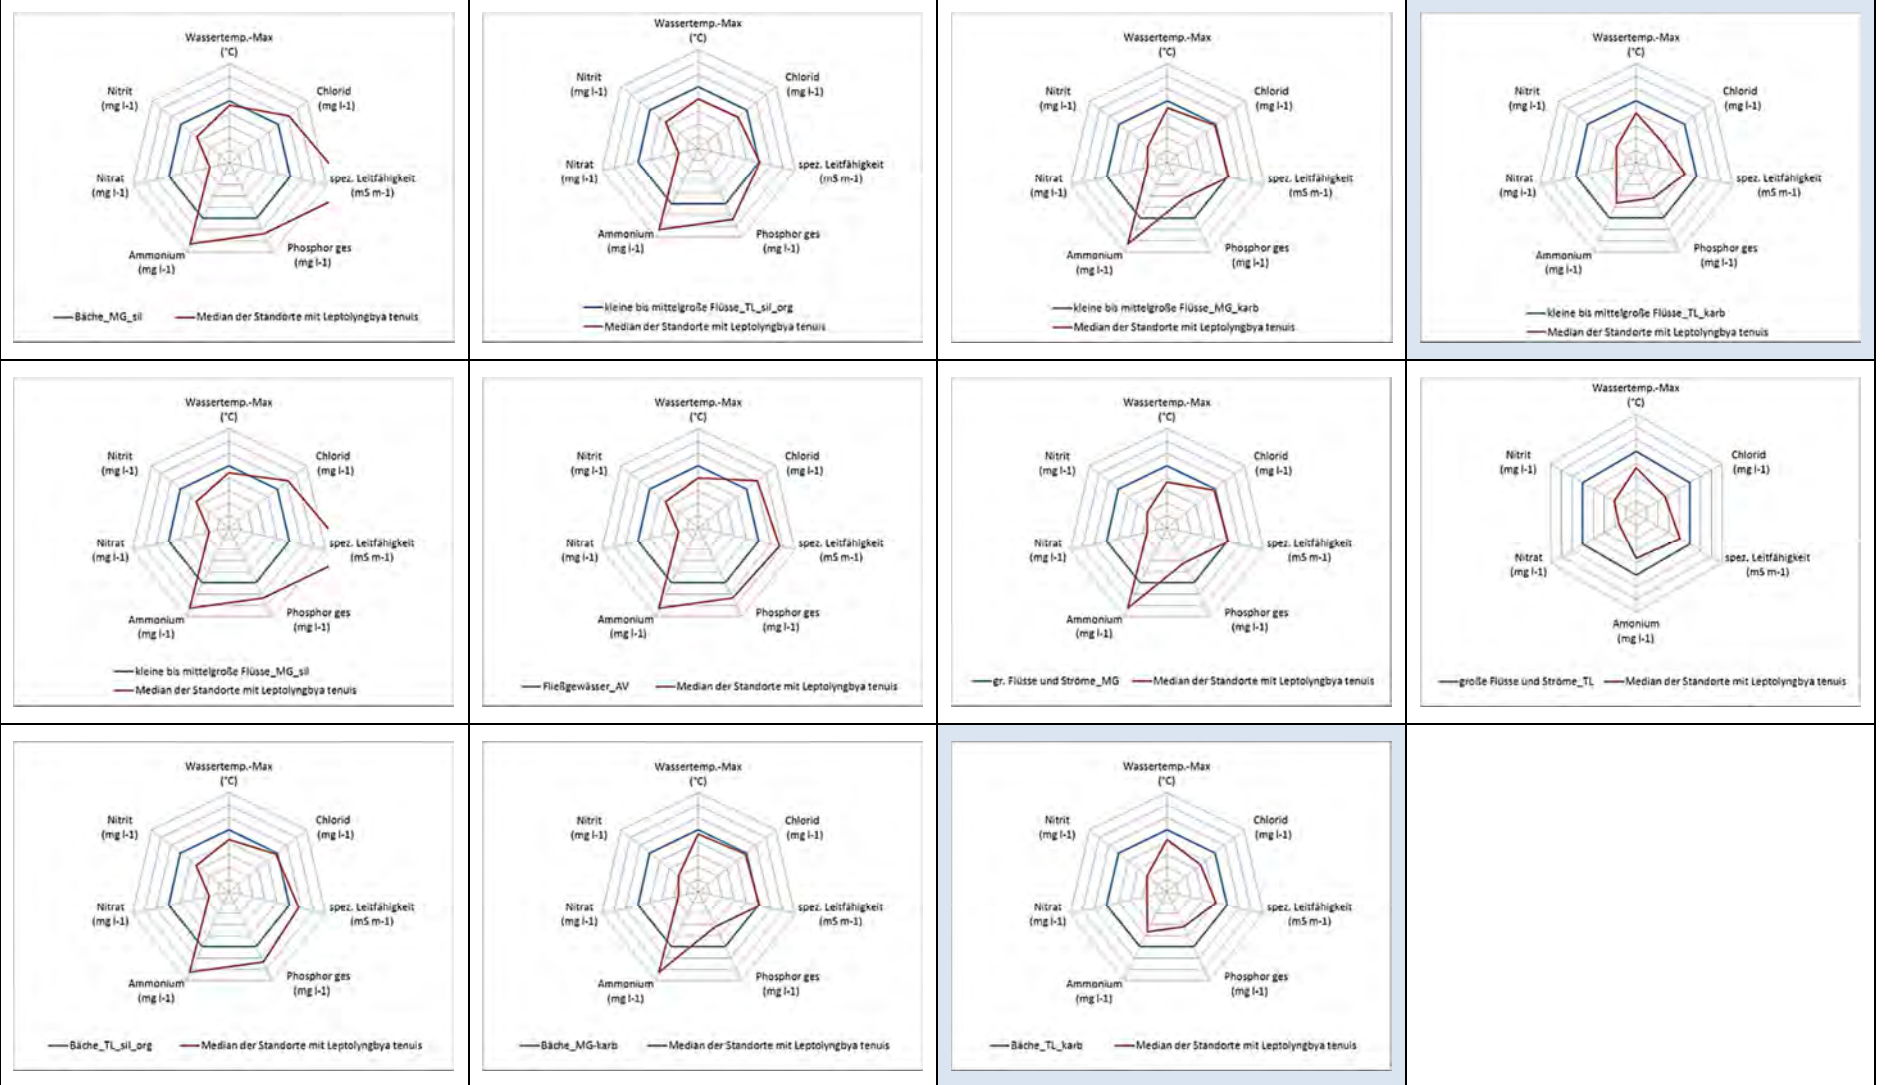 Wassertemp.-Max
(°C)
Nitrit
(mg l-1)
Chlorid
(mg l-1)
Nitrat
(mg l-1)
spez. Leitfähigkeit
(mS m-1)
Ammonium
(mg l-1)
Phosphor ges
(mg l-1)
Bäche_MG_sil
Median der Standorte mit Leptolyngbya tenuis
Wassertemp.-Max
(°C)
Nitrit
(mg l-1)
Chlorid
(mg l-1)
Nitrat
(mg l-1)
spez. Leitfähigkeit
(mS m-1)
Ammonium
(mg l-1)
Phosphor ges
(mg l-1)
kleine bis mittelgroße Flüsse_TL_sil_org
Median der Standorte mit Leptolyngbya tenuis
Wassertemp.-Max
(°C)
Nitrit
(mg l-1)
Chlorid
(mg l-1)
Nitrat
(mg l-1)
spez. Leitfähigkeit
(mS m-1)
Ammonium
(mg l-1)
Phosphor ges
(mg l-1)
kleine bis mittelgroße Flüsse_MG_karb
Median der Standorte mit Leptolyngbya tenuis
Wassertemp.-Max
(°C)
Nitrit
(mg l-1)
Chlorid
(mg l-1)
Nitrat
(mg l-1)
spez. Leitfähigkeit
(mS m-1)
Ammonium
(mg l-1)
Phosphor ges
(mg l-1)
kleine bis mittelgroße Flüsse_TL_karb
Median der Standorte mit Leptolyngbya tenuis
Wassertemp.-Max
(°C)
Nitrit
(mg l-1)
Chlorid
(mg l-1)
Nitrat
(mg l-1)
spez. Leitfähigkeit
(mS m-1)
Ammonium
(mg l-1)
Phosphor ges
(mg l-1)
kleine bis mittelgroße Flüsse_MG_sil
Median der Standorte mit Leptolyngbya tenuis
Wassertemp.-Max
(°C)
Nitrit
(mg l-1)
Chlorid
(mg l-1)
Nitrat
(mg l-1)
spez. Leitfähigkeit
(mS m-1)
Ammonium
(mg l-1)
Phosphor ges
(mg l-1)
Fließgewässer_AV
Median der Standorte mit Leptolyngbya tenuis
Wassertemp.-Max
(°C)
Nitrit
(mg l-1)
Chlorid
(mg l-1)
Nitrat
(mg l-1)
spez. Leitfähigkeit
(mS m-1)
Ammonium
(mg l-1)
Phosphor ges
(mg l-1)
gr. Flüsse und Ströme_MG
Median der Standorte mit Leptolyngbya tenuis
Wassertemp.-Max
(°C)
Nitrit
(mg l-1)
Chlorid
(mg l-1)
Nitrat
(mg l-1)
spez. Leitfähigkeit
(mS m-1)
Amonium
(mg l-1)
große Flüsse und Ströme_TL
Median der Standorte mit Leptolyngbya tenuis
Wassertemp.-Max
(°C)
Nitrit
(mg l-1)
Chlorid
(mg l-1)
Nitrat
(mg l-1)
spez. Leitfähigkeit
(mS m-1)
Ammonium
(mg l-1)
Phosphor ges
(mg l-1)
Bäche_TL_sil_org
Median der Standorte mit Leptolyngbya tenuis
Wassertemp.-Max
(°C)
Nitrit
(mg l-1)
Chlorid
(mg l-1)
Nitrat
(mg l-1)
spez. Leitfähigkeit
(mS m-1)
Ammonium
(mg l-1)
Phosphor ges
(mg l-1)
Bäche_MG-karb
Median der Standorte mit Leptolyngbya tenuis
Wassertemp.-Max
(°C)
Nitrit
(mg l-1)
Chlorid
(mg l-1)
Nitrat
(mg l-1)
spez. Leitfähigkeit
(mS m-1)
Ammonium
(mg l-1)
Phosphor ges
(mg l-1)
Bäche_TL_karb
Median der Standorte mit Leptolyngbya tenuis